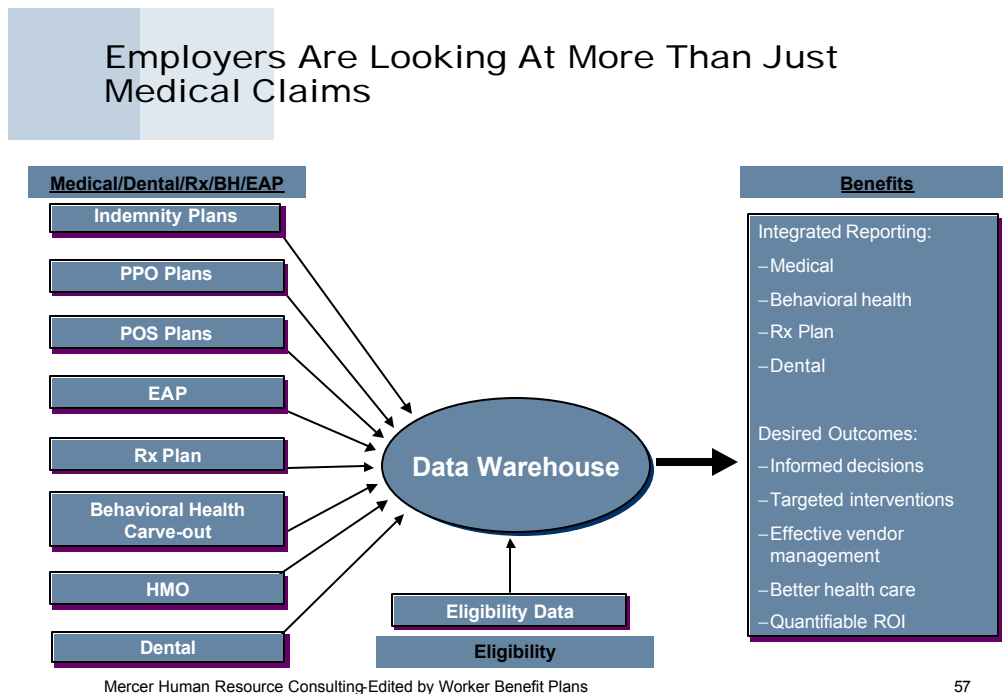 Employers Are Looking At More Than Just
Medical Claims
Medical/Dental/Rx/BH/EAP
Indemnity Plans
PPO Plans
POS Plans
EAP
Rx Plan
Behavioral Health
Carve-out
HMO
Dental
Data Warehouse
Eligibility Data
Eligibility
Benefits
Integrated Reporting:
–Medical
–Behavioral health
–Rx Plan
–Dental
Desired Outcomes:
–Informed decisions
–Targeted interventions
–Effective vendor
management
–Better health care
–Quantifiable ROI
Mercer Human Resource Consulting-Edited by Worker Benefit Plans
57